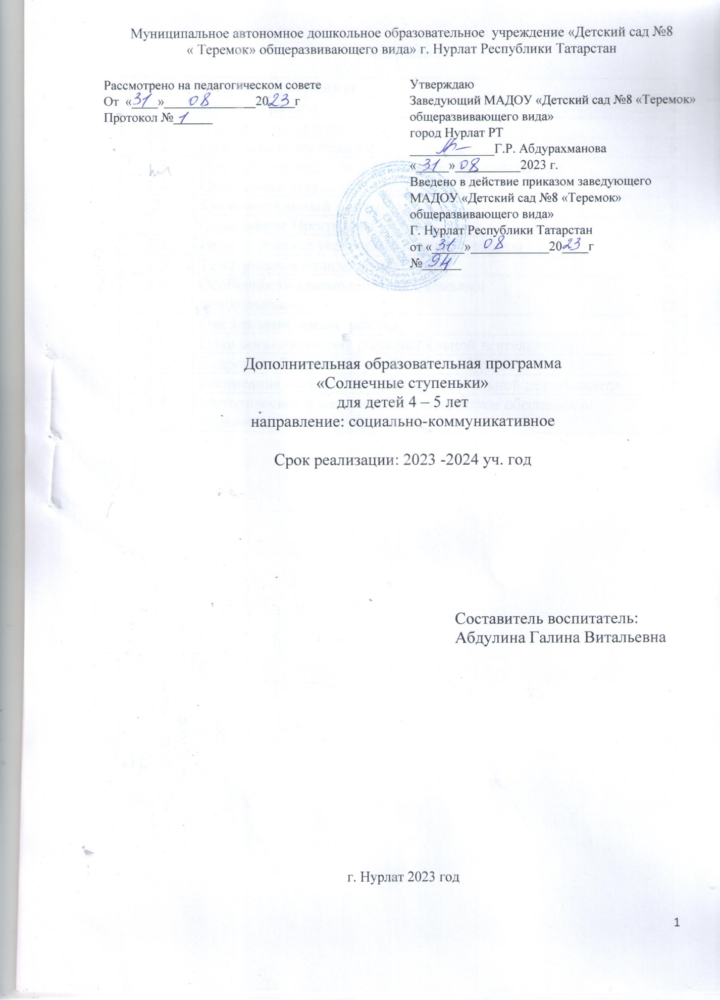 Муниципальное автономное дошкольное образовательное учреждение «Детский сад №8
« Теремок» общеразвивающего вида» г. Нурлат Республики Татарстан
Рассмотрено на педагогическом совете
От «31»  08  2023 г
Протокол № 1
Утверждаю
Заведующий МАДОУ «Детский сад №8 «Теремок»
общеразвивающего вида»
город Нурлат РТ
Г.Р. Абдурахманова
«31» 08 2023 г.
Введено в действие приказом заведующего
МАДОУ «Детский сад №8 «Теремок»
общеразвивающего вида»
Г. Нурлат Республики Татарстан
от «31» 08 2023 г
№ 94
Дополнительная образовательная программа
«Солнечные ступеньки»
для детей 4 – 5 лет
направление: социально-коммуникативное
Срок реализации: 2023 -2024 уч. год
Составитель воспитатель:
Абдулина Галина Витальевна
г. Нурлат 2023 год
1